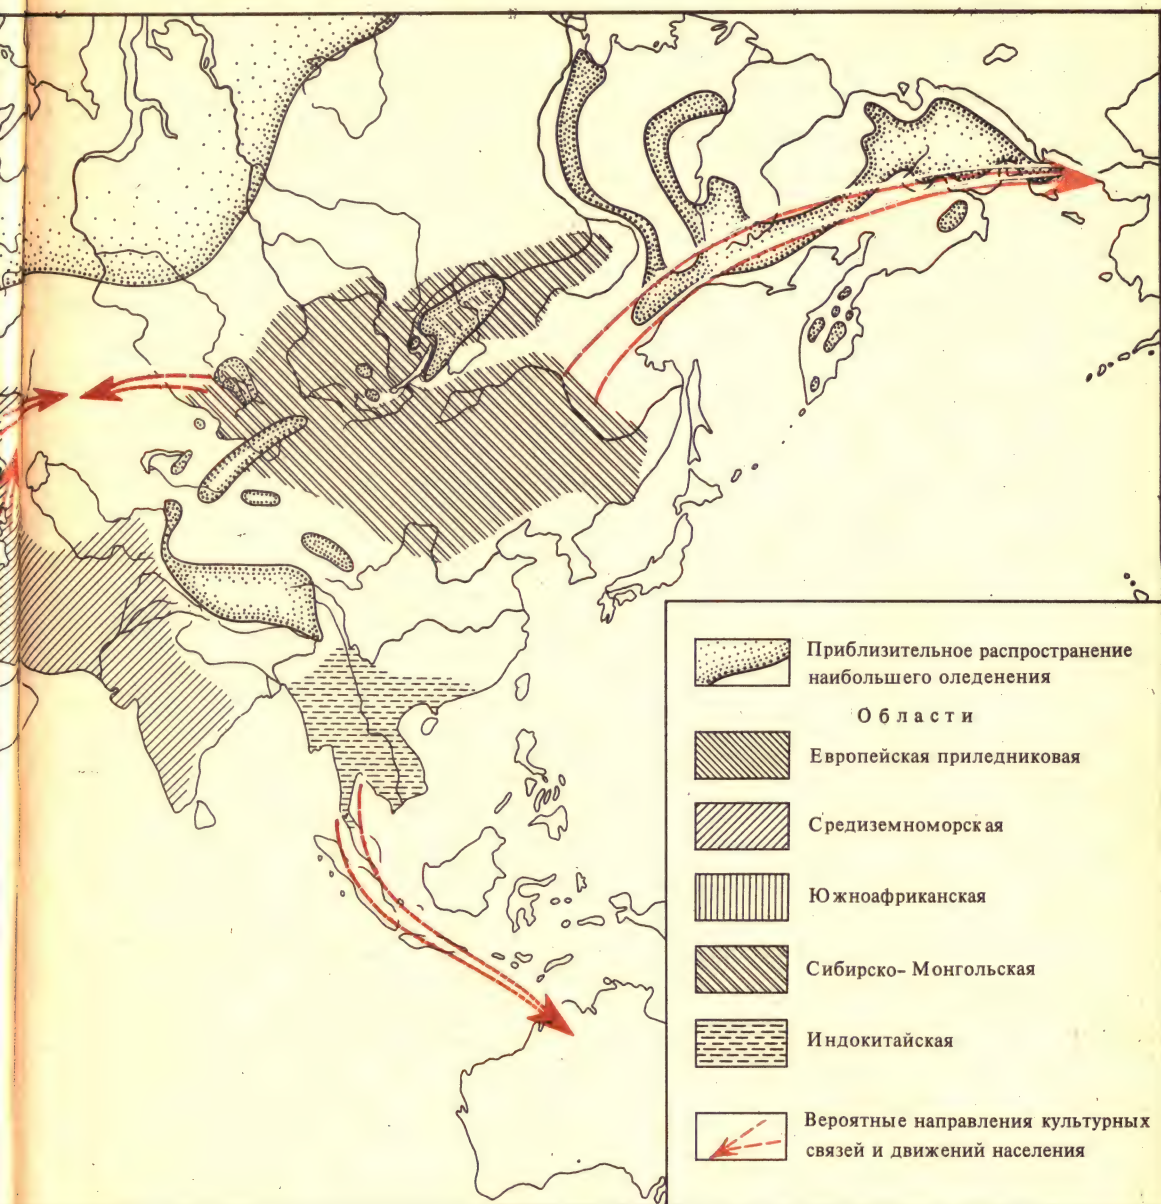 Приблизительное распространение
наибольшего оледенения
Области
Европейская приледниковая
Средиземноморская
Южноафриканская
Сибирско-Монгольская
Индокитайская
Вероятные направления культурных
связей и движений населения